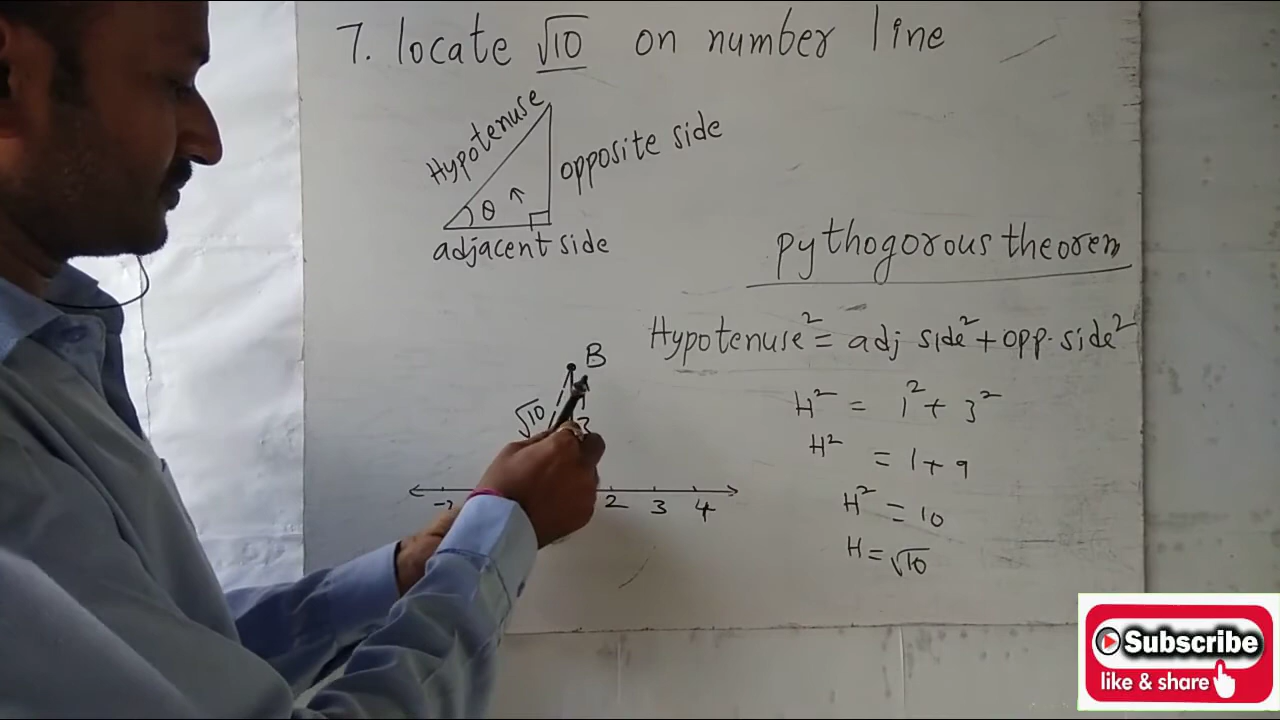 7. locate √10 on number line
Hypotenuse
opposite side
θ
adjacent side
pythogorous theorem
Hypotenuse² = adj side² + opp. side²
B
√10
3
H² = 1² + 3²
H² = 1 + 9
H² = 10
H = √10
2 3 4
Subscribe
like & share